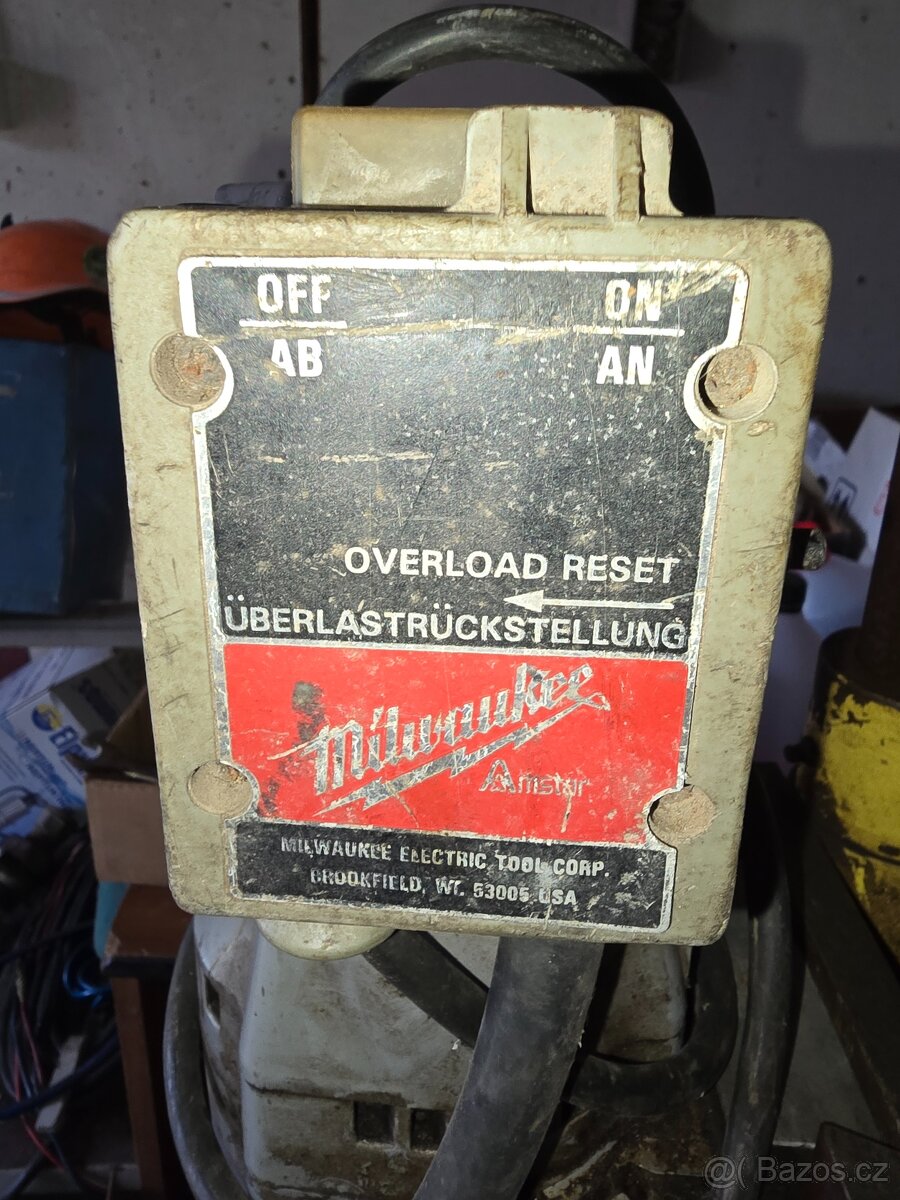 OFF ON
AB AN
OVERLOAD RESET
ÜBERLASTRÜCKSTELLUNG
Milwaukee
Amstar
MILWAUKEE ELECTRIC TOOL CORP.
BROOKFIELD, WI. 53005 USA
@( Bazos.cz